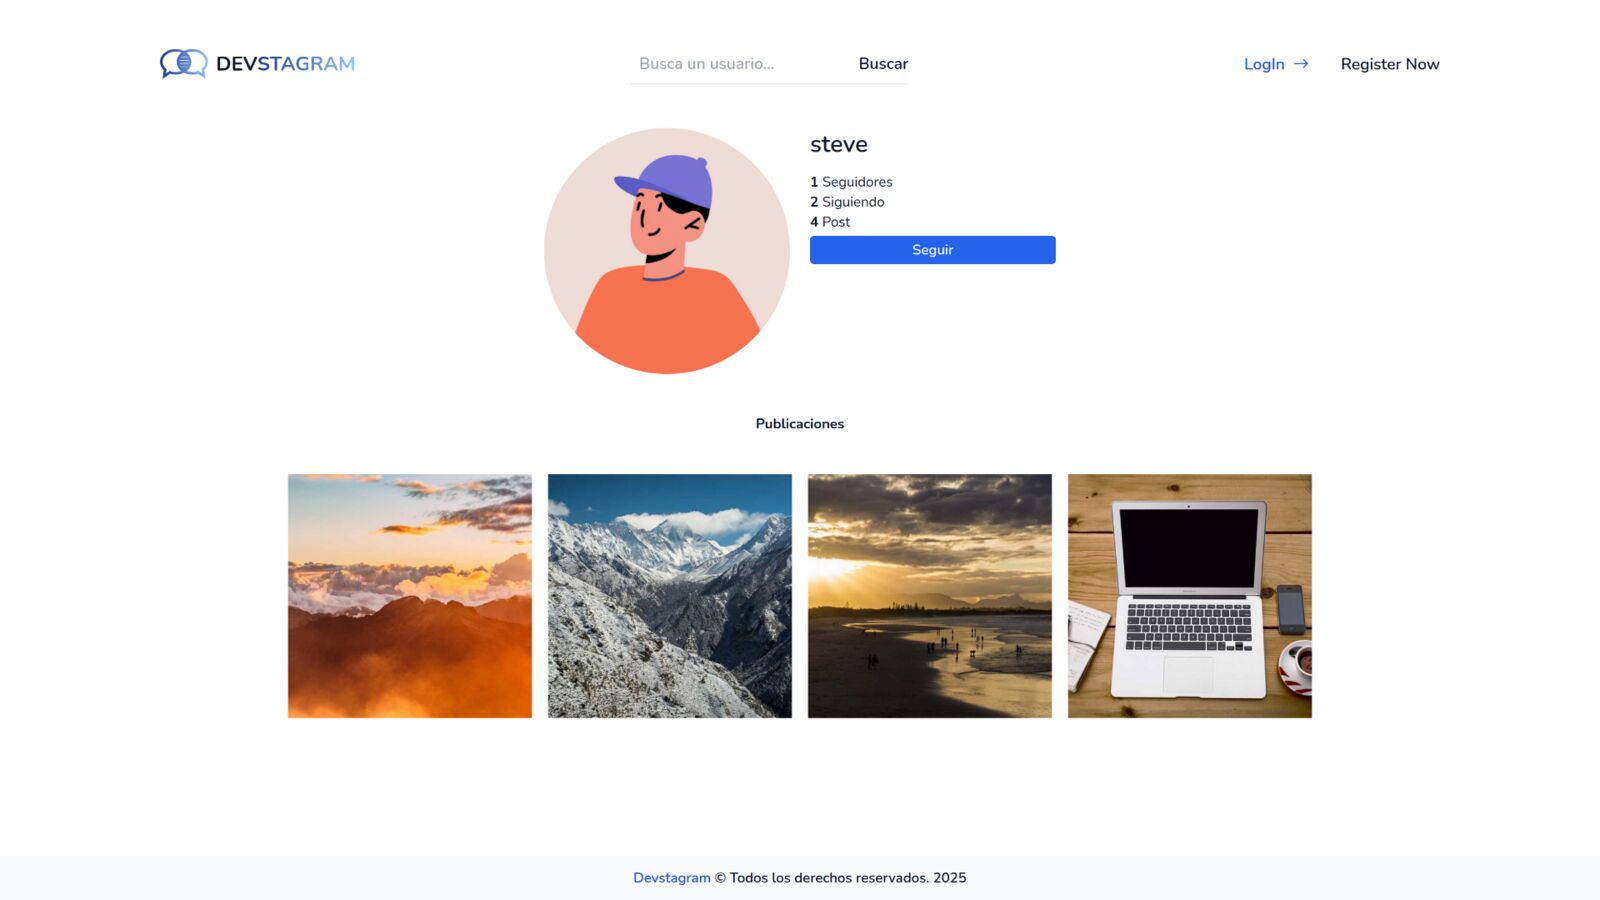 DEVSTAGRAM
Busca un usuario... Buscar
LogIn → Register Now
steve
1 Seguidores
2 Siguiendo
4 Post
Seguir
Publicaciones
Devstagram © Todos los derechos reservados. 2025